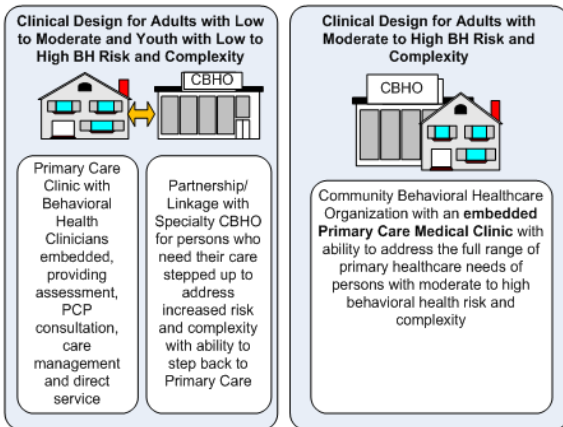 Clinical Design for Adults with Low
to Moderate and Youth with Low to
High BH Risk and Complexity
CBHO
Primary Care
Clinic with
Behavioral
Health
Clinicians
embedded,
providing
assessment,
PCP
consultation,
care
management
and direct
service
Partnership/
Linkage with
Specialty CBHO
for persons who
need their care
stepped up to
address
increased risk
and complexity
with ability to
step back to
Primary Care
Clinical Design for Adults with
Moderate to High BH Risk and
Complexity
CBHO
Community Behavioral Healthcare
Organization with an embedded
Primary Care Medical Clinic with
ability to address the full range of
primary healthcare needs of
persons with moderate to high
behavioral health risk and
complexity